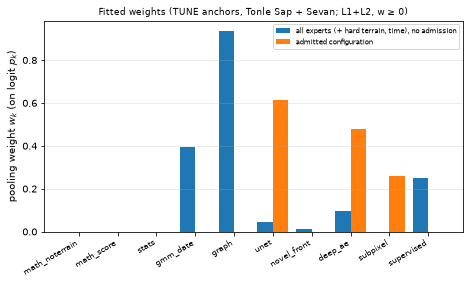 Fitted weights (TUNE anchors, Tonle Sap + Sevan; L1+L2, w ≥ 0)
all experts (+ hard terrain, time), no admission
admitted configuration
pooling weight wₖ (on logit pₖ)
0.8
0.6
0.4
0.2
0.0
math_noterrain
math_score
stats
gmm_date
graph
unet
novel_front
deep_ae
subpixel
supervised